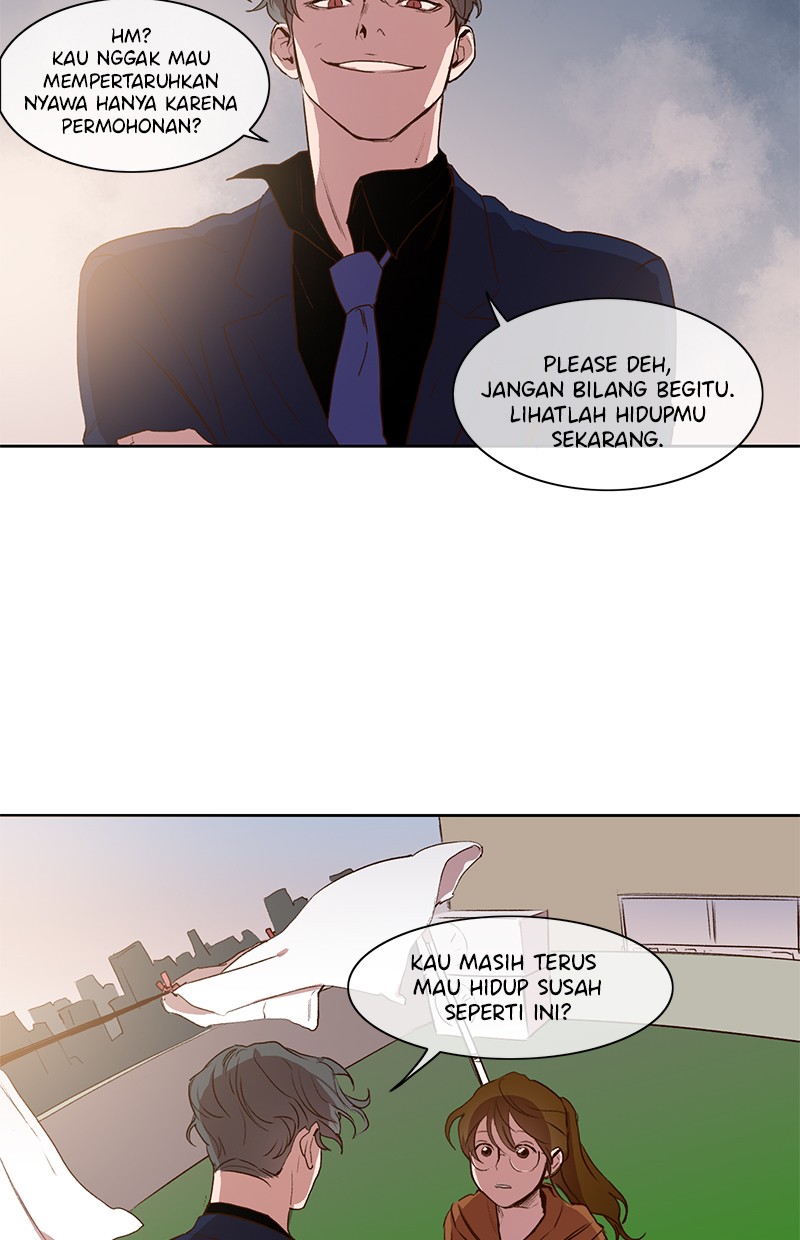 HM?
KAU NGGAK MAU
MEMPERTARUHKAN
NYAWA HANYA KARENA
PERMOHONAN?
PLEASE DEH,
JANGAN BILANG BEGITU.
LIHATLAH HIDUPMU
SEKARANG.
KAU MASIH TERUS
MAU HIDUP SUSAH
SEPERTI INI?